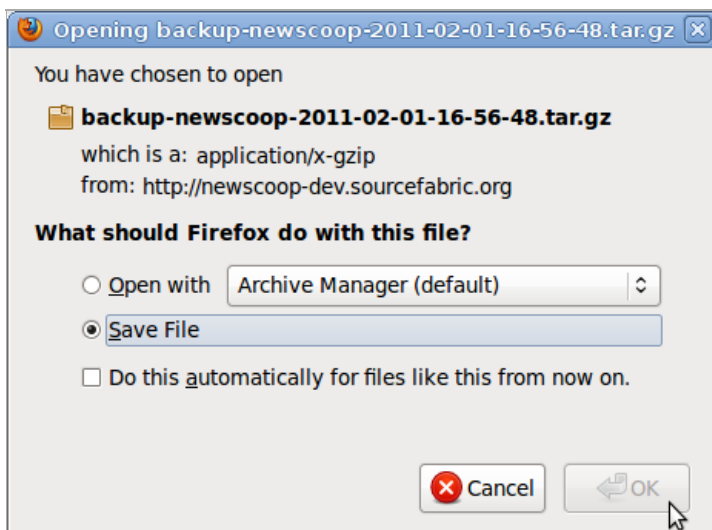 Opening backup-newscoop-2011-02-01-16-56-48.tar.gz
You have chosen to open
backup-newscoop-2011-02-01-16-56-48.tar.gz
which is a: application/x-gzip
from: http://newscoop-dev.sourcefabric.org
What should Firefox do with this file?
Open with Archive Manager (default)
Save File
Do this automatically for files like this from now on.
Cancel OK